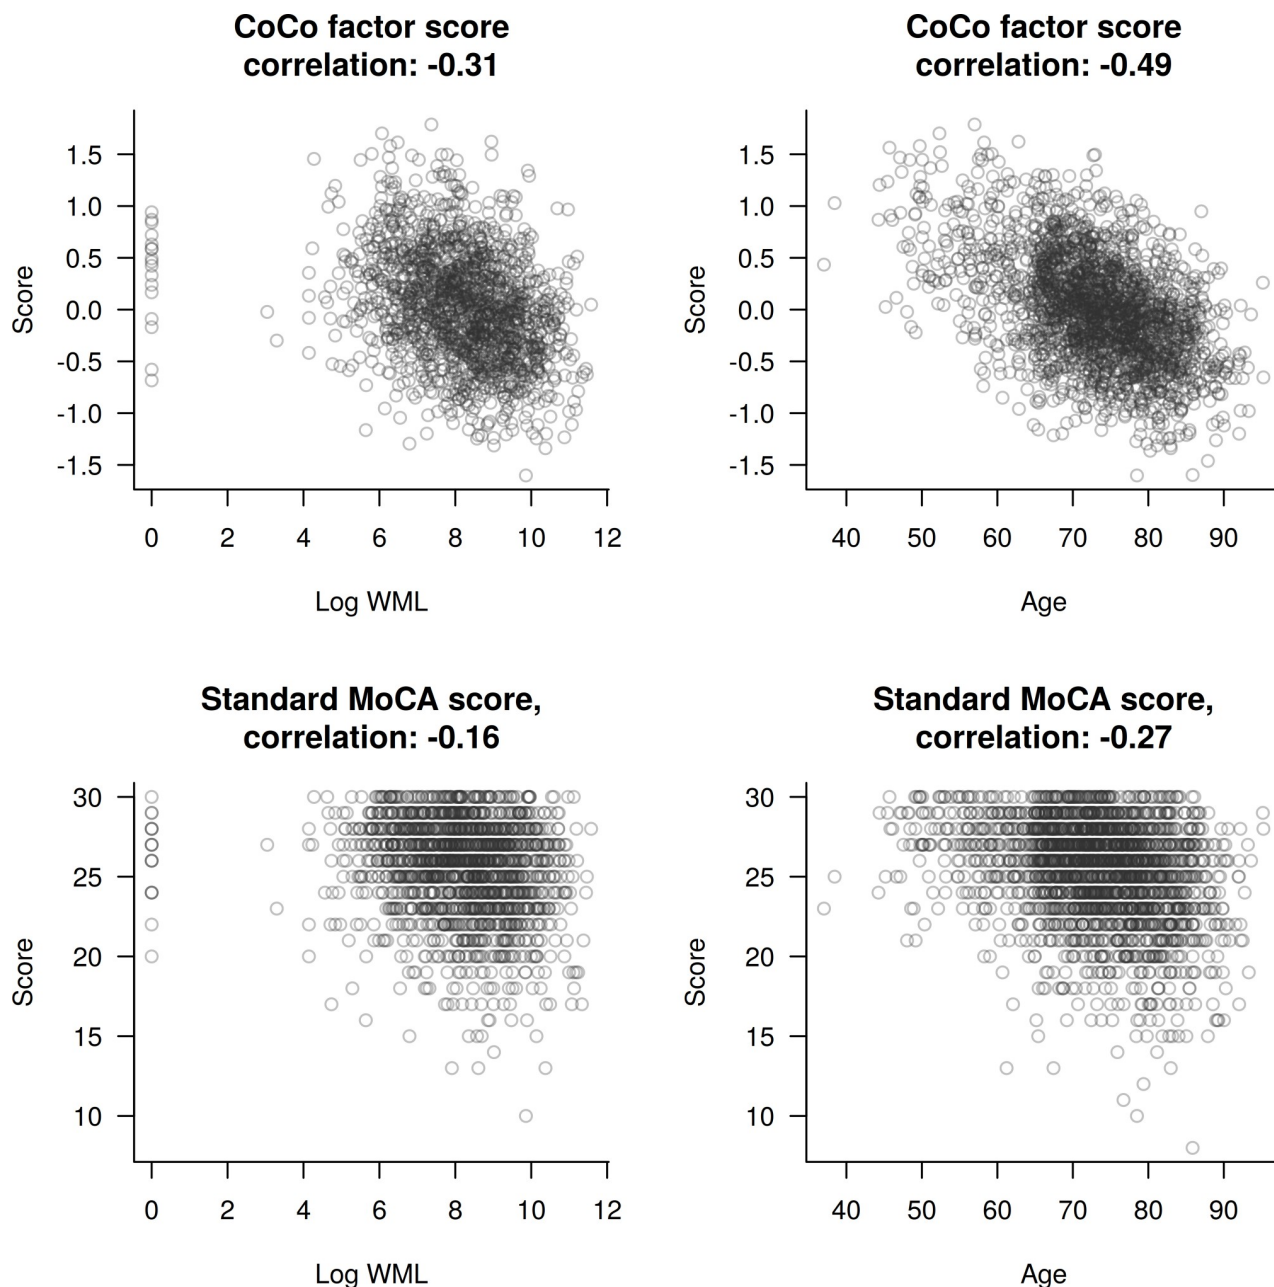 CoCo factor score
correlation: -0.31
1.5
1.0
0.5
0.0
-0.5
-1.0
-1.5
Score
0 2 4 6 8 10 12
Log WML
CoCo factor score
correlation: -0.49
1.5
1.0
0.5
0.0
-0.5
-1.0
-1.5
Score
40 50 60 70 80 90
Age
Standard MoCA score,
correlation: -0.16
30
25
20
15
10
Score
0 2 4 6 8 10 12
Log WML
Standard MoCA score,
correlation: -0.27
30
25
20
15
10
Score
40 50 60 70 80 90
Age